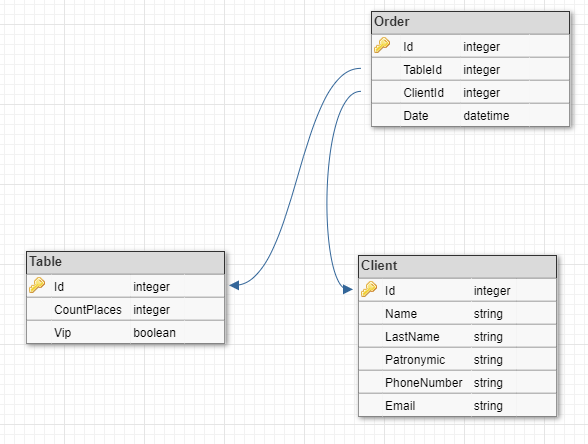 Order
Id integer
TableId integer
ClientId integer
Date datetime
Table
Id integer
CountPlaces integer
Vip boolean
Client
Id integer
Name string
LastName string
Patronymic string
PhoneNumber string
Email string